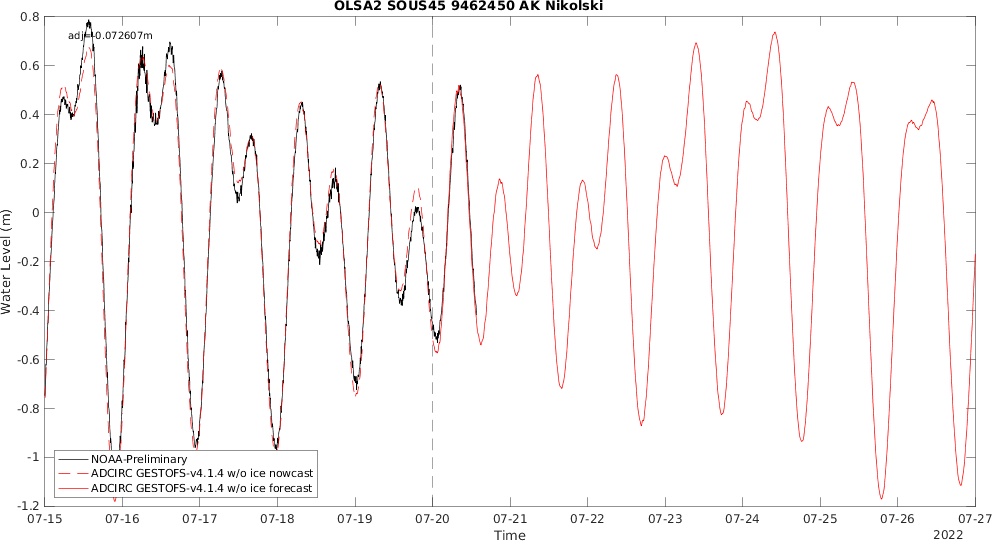 OLSA2 SOUS45 9462450 AK Nikolski
adj=-0.072607m
0.8
0.6
0.4
0.2
0
-0.2
-0.4
-0.6
-0.8
-1
-1.2
Water Level (m)
NOAA-Preliminary
ADCIRC GESTOFS-v4.1.4 w/o ice nowcast
ADCIRC GESTOFS-v4.1.4 w/o ice forecast
07-15 07-16 07-17 07-18 07-19 07-20 07-21 07-22 07-23 07-24 07-25 07-26 07-27
Time
2022